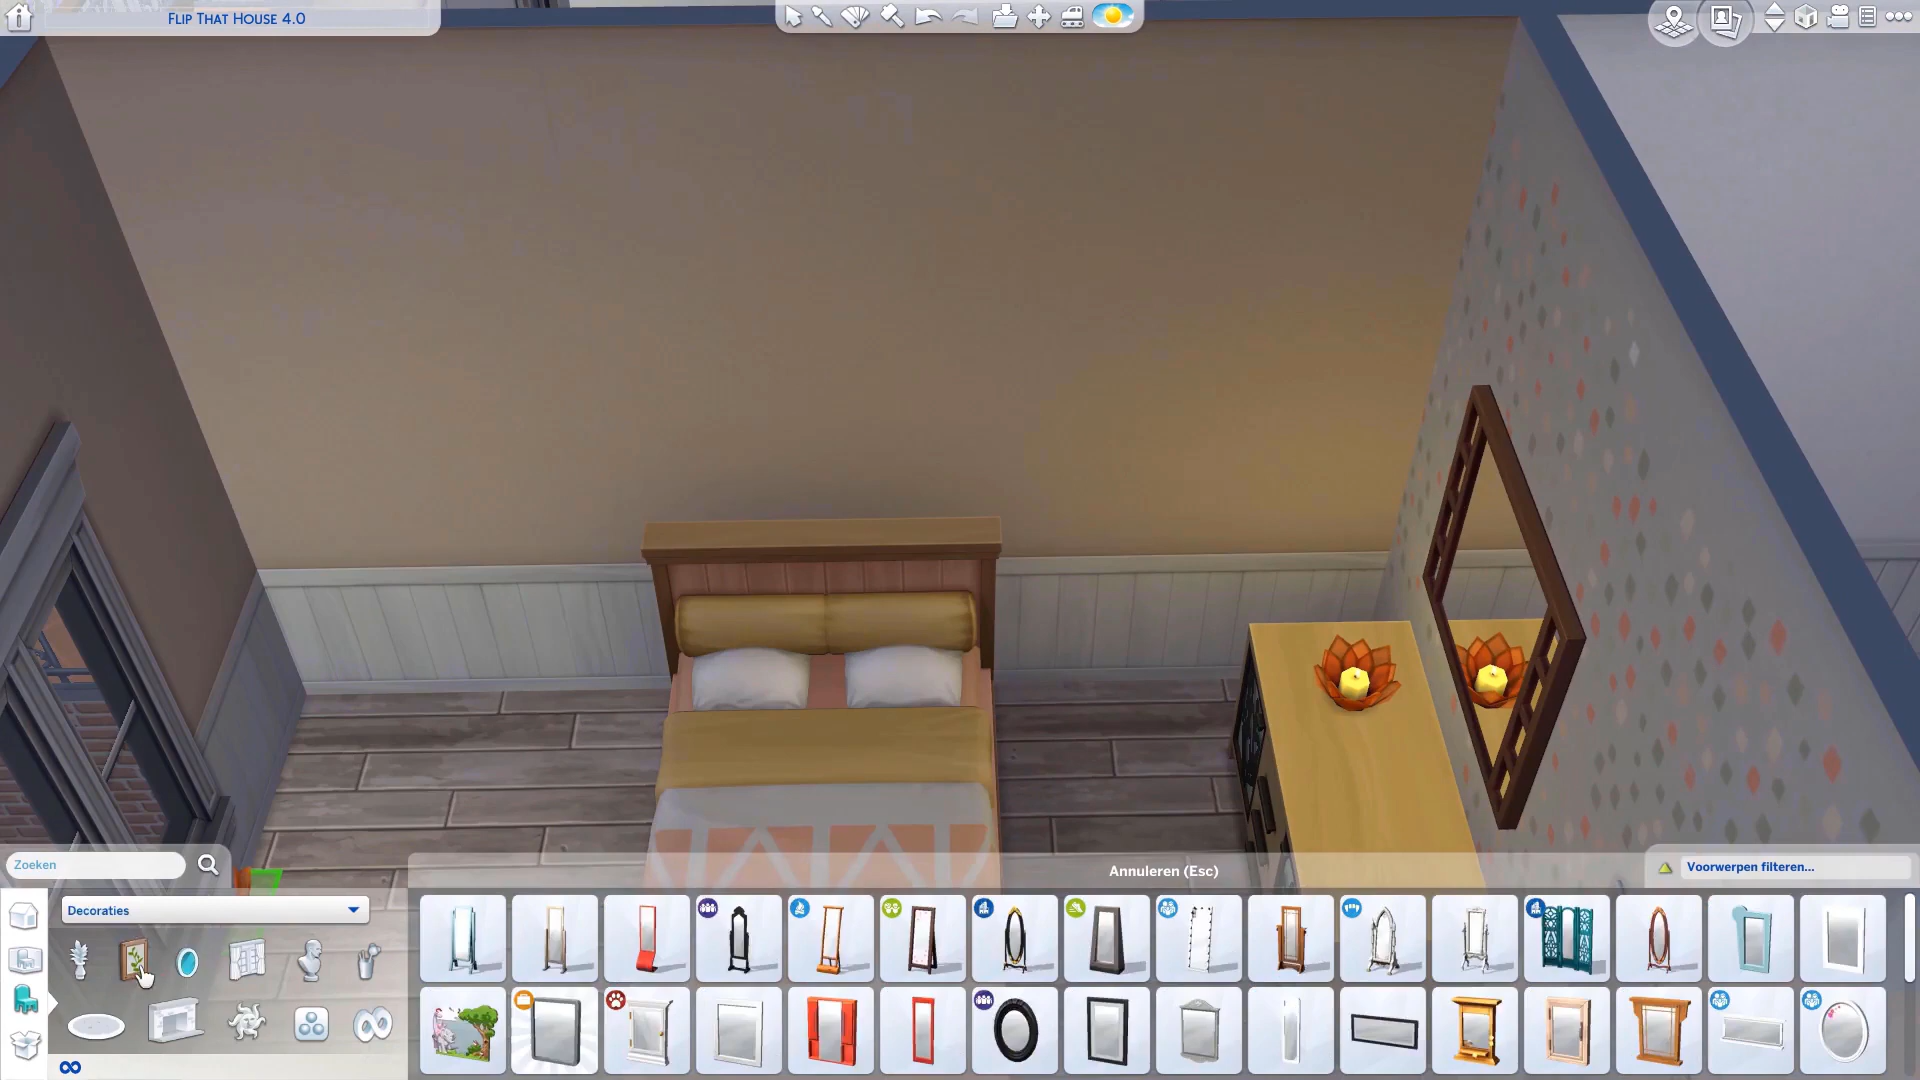 FLIP THAT HOUSE 4.0
Zoeken
Annuleren (Esc)
Voorwerpen filteren...
Decoraties